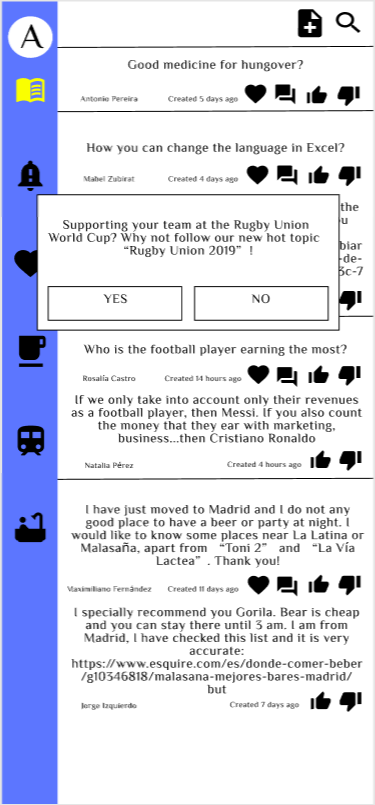 A
Good medicine for hungover?
Antonio Pereira Created 5 days ago
How you can change the language in Excel?
Mabel Zubirat Created 4 days ago
the
u
Supporting your team at the Rugby Union
World Cup? Why not follow our new hot topic
“Rugby Union 2019” !
biar
-de-
3c-7
YES NO
Who is the football player earning the most?
Rosalía Castro Created 14 hours ago
If we only take into account only their revenues
as a football player, then Messi. If you also count
the money that they ear with marketing,
business...then Cristiano Ronaldo
Natalia Pérez Created 4 hours ago
I have just moved to Madrid and I do not any
good place to have a beer or party at night. I
would like to know some places near La Latina or
Malasaña, apart from “Toni 2” and “La Vía
Lactea” . Thank you!
Maximiliano Fernández Created 11 days ago
I specially recommend you Gorila. Bear is cheap
and you can stay there until 3 am. I am from
Madrid, I have checked this list and it is very
accurate:
https://www.esquire.com/es/donde-comer-beber
/g10346818/malasana-mejores-bares-madrid/
but
Jorge Izquierdo Created 7 days ago